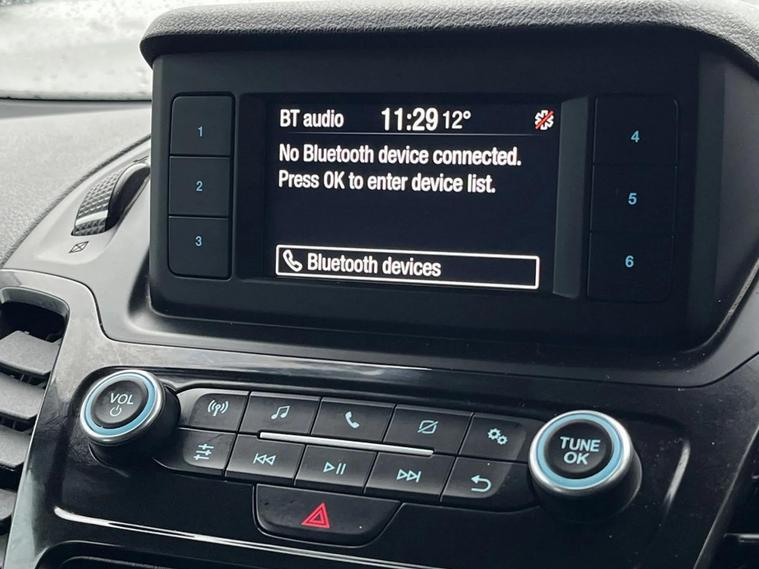 BT audio 11:29 12°
No Bluetooth device connected.
Press OK to enter device list.
Bluetooth devices
1
2
3
4
5
6
VOL
TUNE
OK